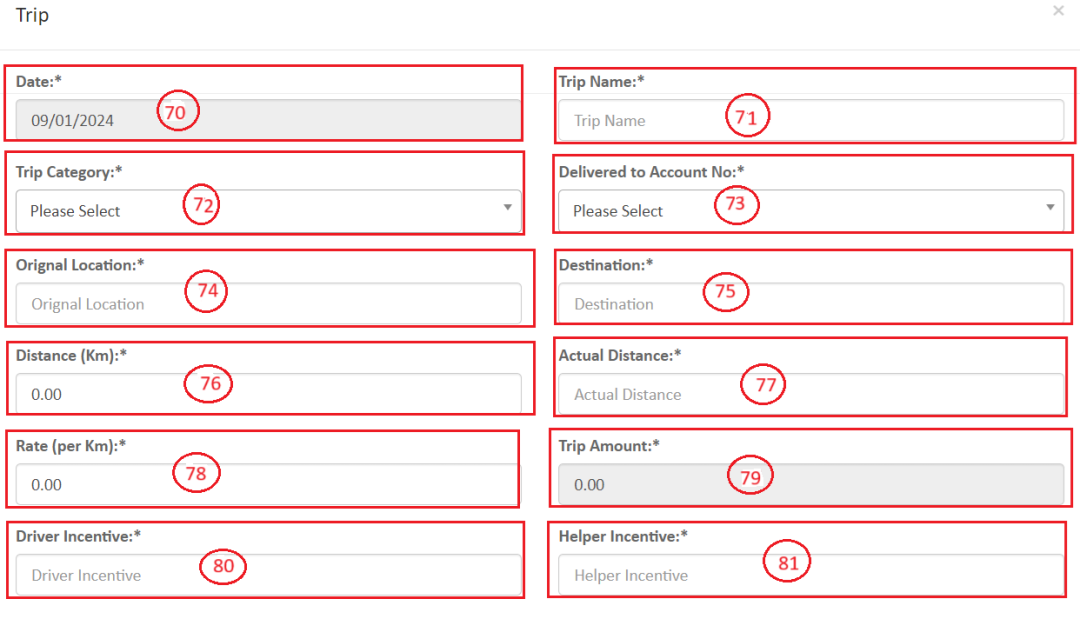 Trip ×
Date:* Trip Name:*
09/01/2024 70 Trip Name 71
Trip Category:* Delivered to Account No:*
Please Select 72 Please Select 73
Orignal Location:* Destination:*
Orignal Location 74 Destination 75
Distance (Km):* Actual Distance:*
0.00 76 Actual Distance 77
Rate (per Km):* Trip Amount:*
0.00 78 0.00 79
Driver Incentive:* Helper Incentive:*
Driver Incentive 80 Helper Incentive 81